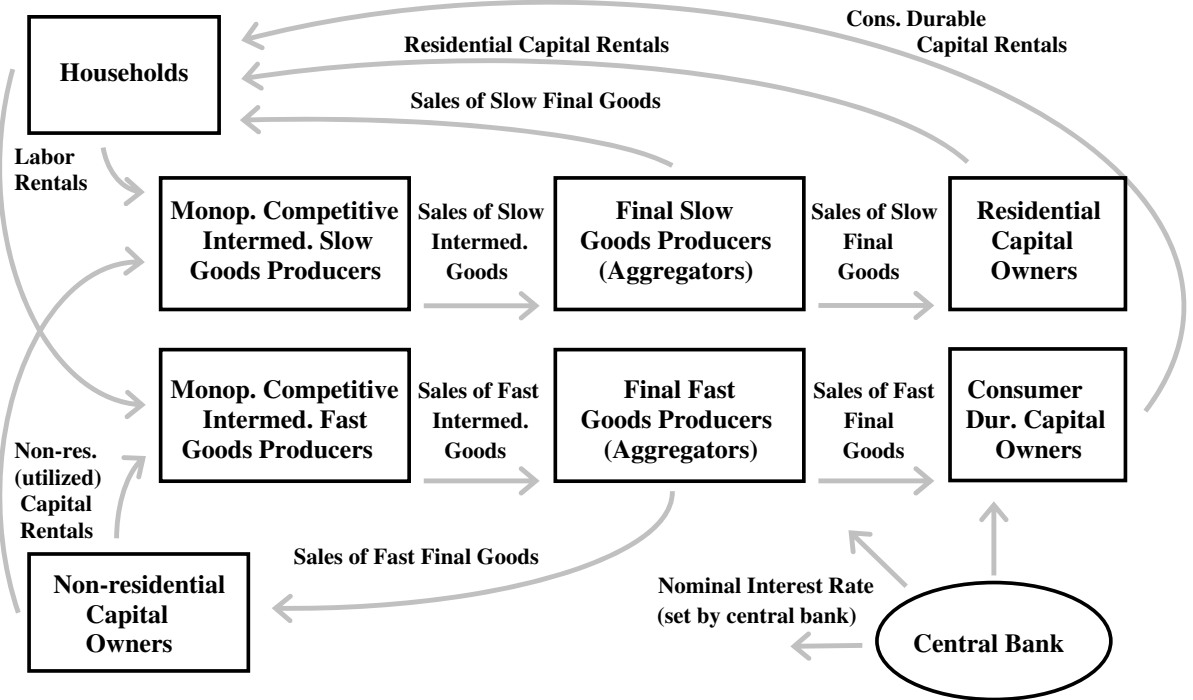 Cons. Durable
Capital Rentals
Residential Capital Rentals
Households
Sales of Slow Final Goods
Labor
Rentals
Monop. Competitive
Intermed. Slow
Goods Producers
Sales of Slow
Intermed.
Goods
Final Slow
Goods Producers
(Aggregators)
Sales of Slow
Final
Goods
Residential
Capital
Owners
Monop. Competitive
Intermed. Fast
Goods Producers
Sales of Fast
Intermed.
Goods
Final Fast
Goods Producers
(Aggregators)
Sales of Fast
Final
Goods
Consumer
Dur. Capital
Owners
Non-res.
(utilized)
Capital
Rentals
Sales of Fast Final Goods
Non-residential
Capital
Owners
Nominal Interest Rate
(set by central bank)
Central Bank